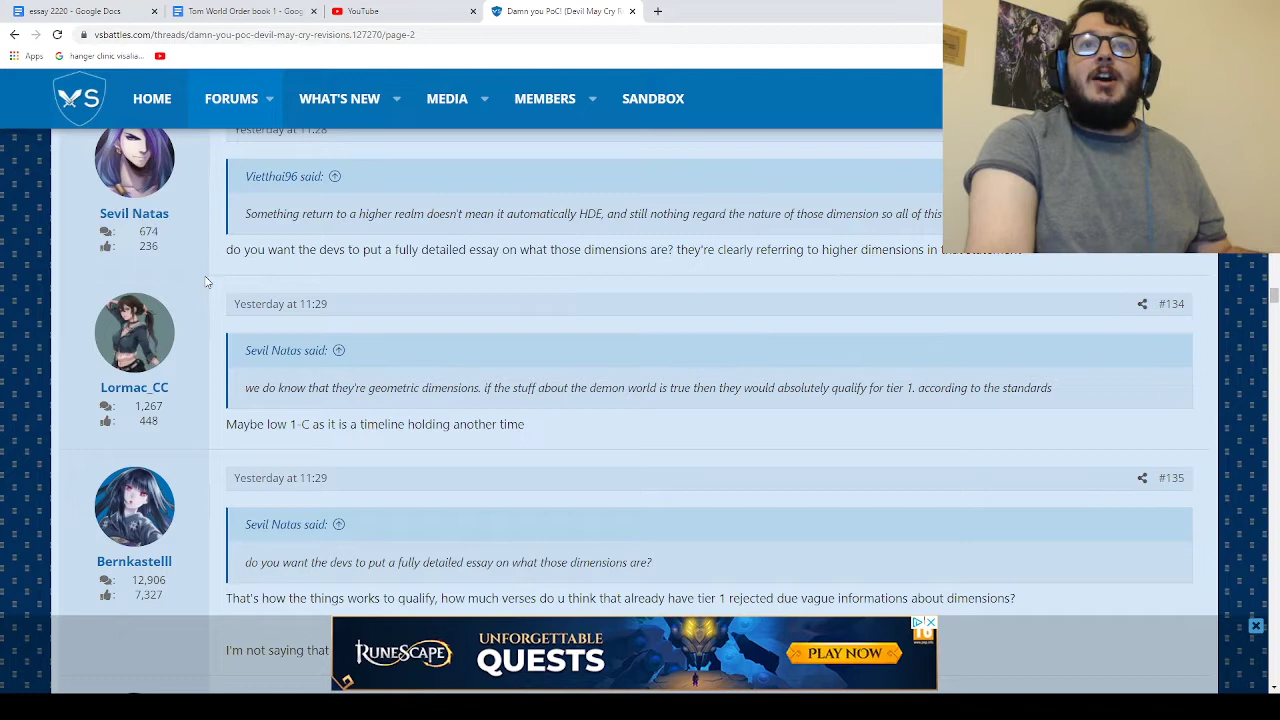 essay 2220 - Google Docs
Tom World Order book 1 - Goog
YouTube
Damn you PoC! (Devil May Cry R
vsbattles.com/threads/damn-you-poc-devil-may-cry-revisions.127270/page-2
Apps
hanger clinic visalia...
VS
HOME
FORUMS
WHAT'S NEW
MEDIA
MEMBERS
SANDBOX
Yesterday at 11:28
Vietthai96 said:
Something return to a higher realm doesn't mean it automatically HDE, and still nothing regard the nature of those dimension so all of this
Sevil Natas
674
236
do you want the devs to put a fully detailed essay on what those dimensions are? they're clearly referring to higher dimensions in
Yesterday at 11:29
#134
Sevil Natas said:
we do know that they're geometric dimensions. if the stuff about the demon world is true then they would absolutely qualify for tier 1. according to the standards
Lormac_CC
1,267
448
Maybe low 1-C as it is a timeline holding another time
Yesterday at 11:29
#135
Sevil Natas said:
do you want the devs to put a fully detailed essay on what those dimensions are?
Bernkastelll
12,906
7,327
That's how the things works to qualify, how much verses do u think that already have tier 1 rejected due vague informations about dimensions?
I'm not saying that
RUNESCAPE
UNFORGETTABLE
QUESTS
PLAY NOW
16